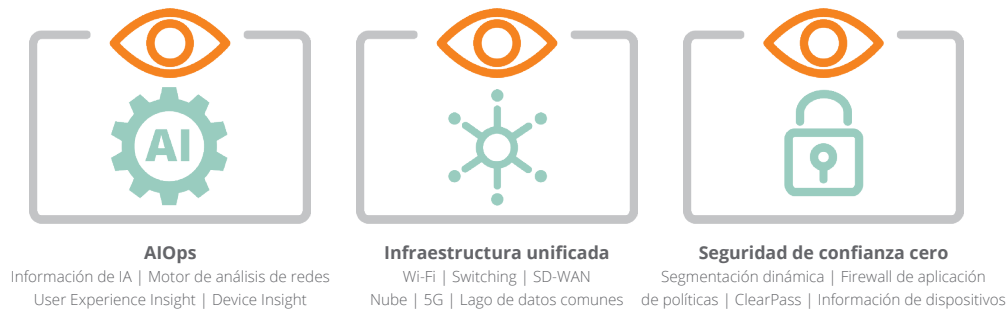 AI
AIOps
Información de IA | Motor de análisis de redes
User Experience Insight | Device Insight
Infraestructura unificada
Wi-Fi | Switching | SD-WAN
Nube | 5G | Lago de datos comunes
Seguridad de confianza cero
Segmentación dinámica | Firewall de aplicación
de políticas | ClearPass | Información de dispositivos